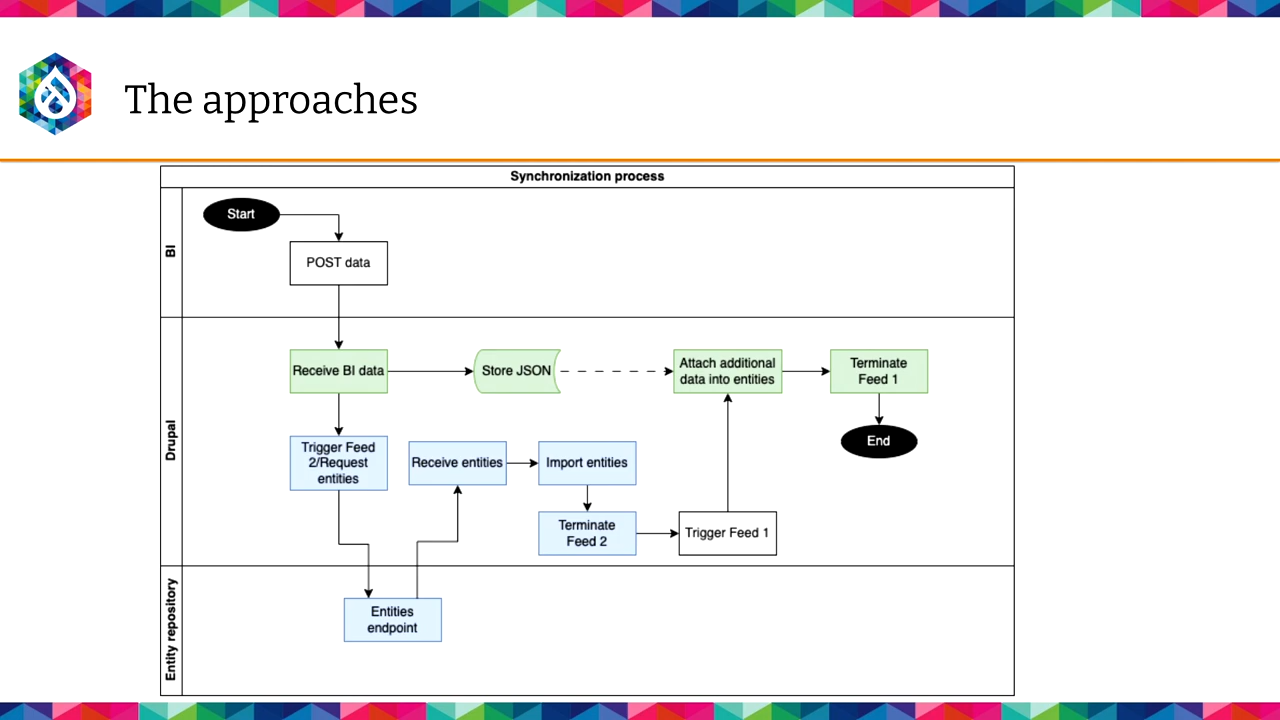 The approaches
Synchronization process
BI
Start
POST data
Drupal
Receive BI data
Store JSON
Attach additional
data into entities
Terminate
Feed 1
End
Trigger Feed
2/Request
entities
Receive entities
Import entities
Terminate
Feed 2
Trigger Feed 1
Entity repository
Entities
endpoint